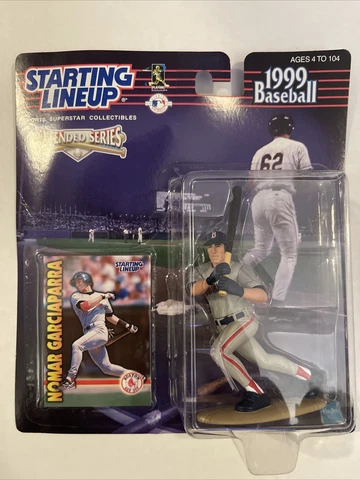 AGES 4 TO 104
STARTING
LINEUP
1999
Baseball
SPORTS SUPERSTAR COLLECTIBLES
EXTENDED SERIES
62
STARTING
LINEUP
NOMAR GARCIAPARRA
B